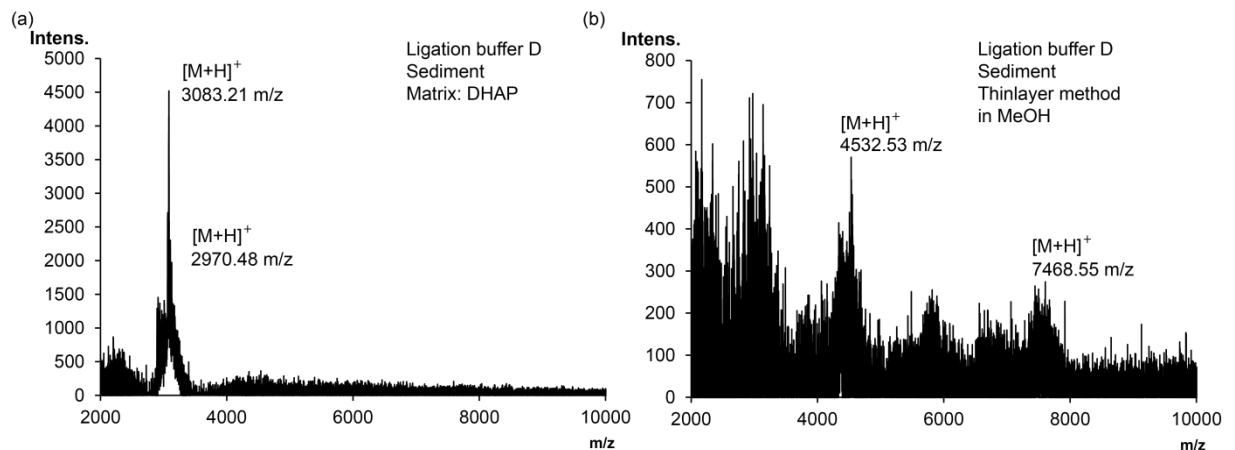 (a)
Intens.
5000
4500
4000
3500
3000
2500
2000
1500
1000
500
0
[M+H]+
3083.21 m/z
[M+H]+
2970.48 m/z
Ligation buffer D
Sediment
Matrix: DHAP
2000 4000 6000 8000 10000
m/z
(b)
Intens.
800
700
600
500
400
300
200
100
0
[M+H]+
4532.53 m/z
[M+H]+
7468.55 m/z
Ligation buffer D
Sediment
Thinlayer method
in MeOH
2000 4000 6000 8000 10000
m/z